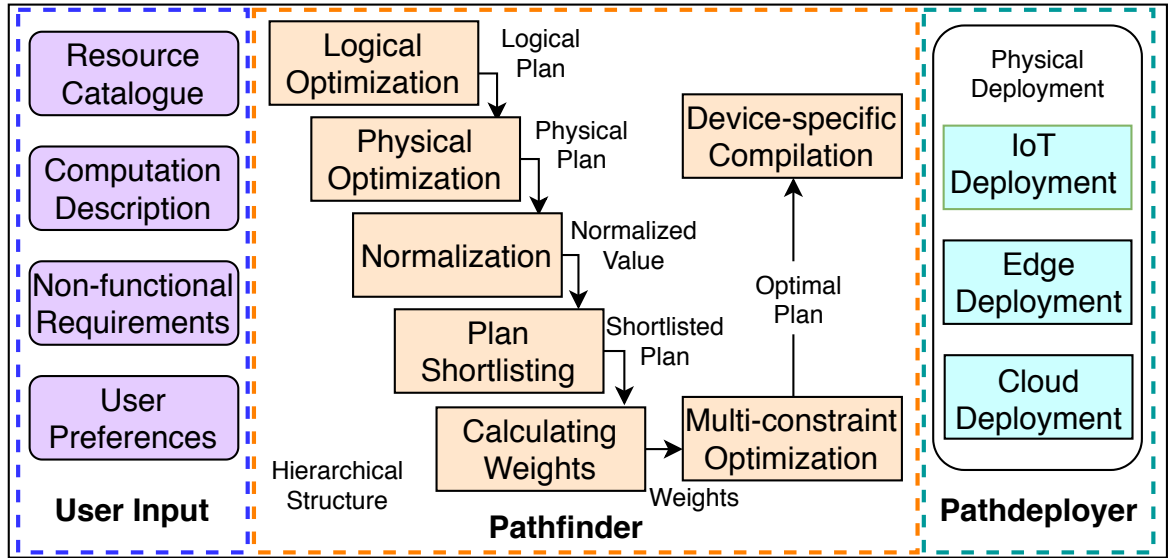 Resource
Catalogue
Computation
Description
Non-functional
Requirements
User
Preferences
User Input
Logical
Optimization
Logical
Plan
Physical
Optimization
Physical
Plan
Normalization
Normalized
Value
Plan
Shortlisting
Shortlisted
Plan
Calculating
Weights
Weights
Multi-constraint
Optimization
Optimal
Plan
Device-specific
Compilation
Hierarchical
Structure
Pathfinder
Physical
Deployment
IoT
Deployment
Edge
Deployment
Cloud
Deployment
Pathdeployer